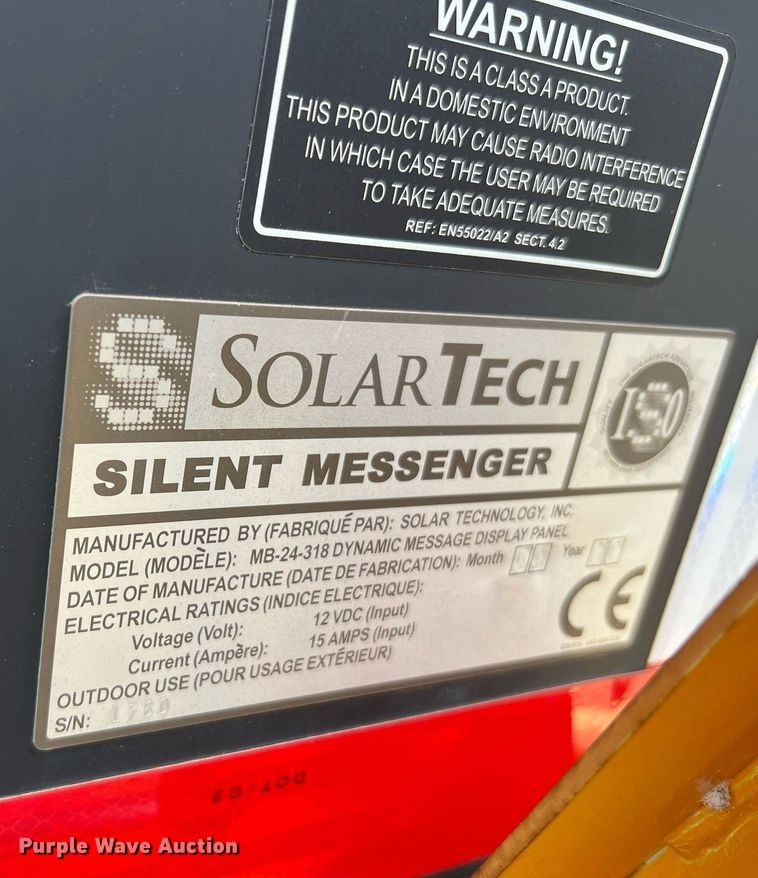 WARNING!
THIS IS A CLASS A PRODUCT.
IN A DOMESTIC ENVIRONMENT
THIS PRODUCT MAY CAUSE RADIO INTERFERENCE
IN WHICH CASE THE USER MAY BE REQUIRED
TO TAKE ADEQUATE MEASURES.
REF: EN55022/A2 SECT. 4.2
S SOLARTECH
SILENT MESSENGER
MANUFACTURED BY (FABRIQUÉ PAR): SOLAR TECHNOLOGY, INC.
MODEL (MODÈLE): MB-24-318 DYNAMIC MESSAGE DISPLAY PANEL
DATE OF MANUFACTURE (DATE DE FABRICATION): Month Year 11
ELECTRICAL RATINGS (INDICE ELECTRIQUE):
Voltage (Volt): 12 VDC (Input)
Current (Ampère): 15 AMPS (Input)
CE
OUTDOOR USE (POUR USAGE EXTÉRIEUR)
S/N:
DOT-C2
Purple Wave Auction